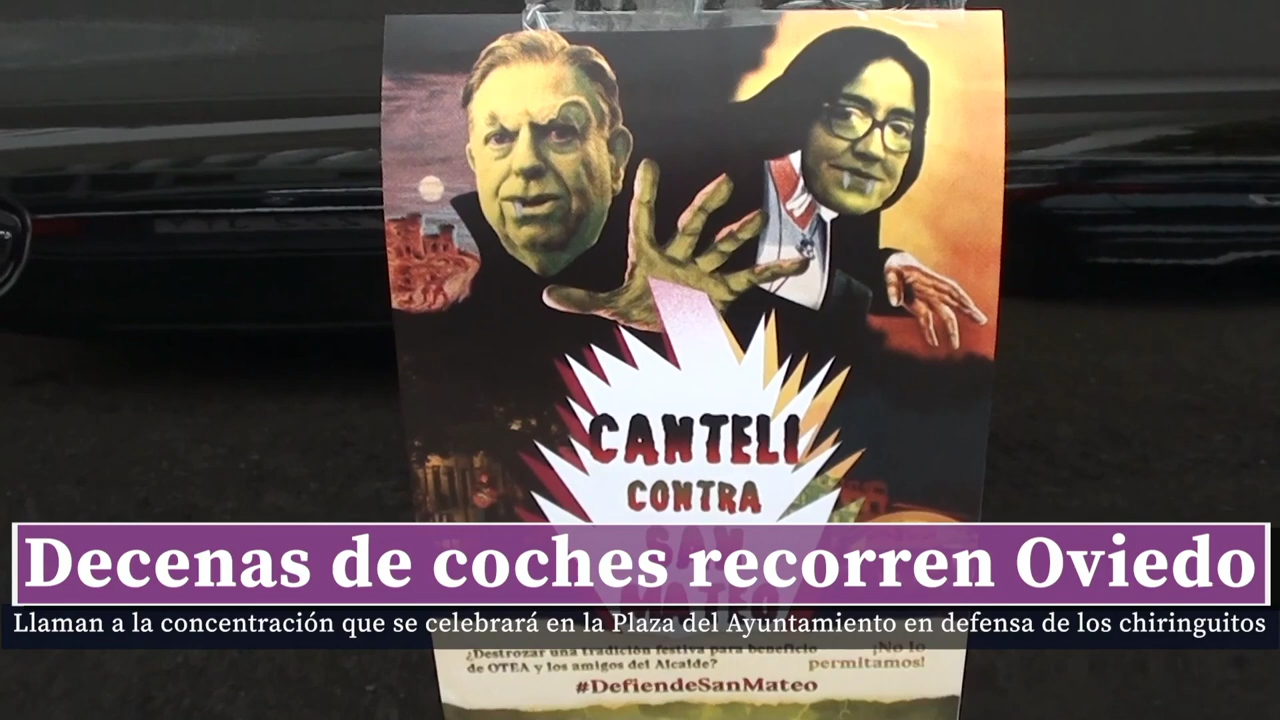 CANTELI
CONTRA
SAN
MATEO
Decenas de coches recorren Oviedo
Llaman a la concentración que se celebrará en la Plaza del Ayuntamiento en defensa de los chiringuitos
¿Destrozar una tradición festiva para beneficio
de OTEA y los amigos del Alcalde?
¡No lo
permitamos!
#DefiendeSanMateo